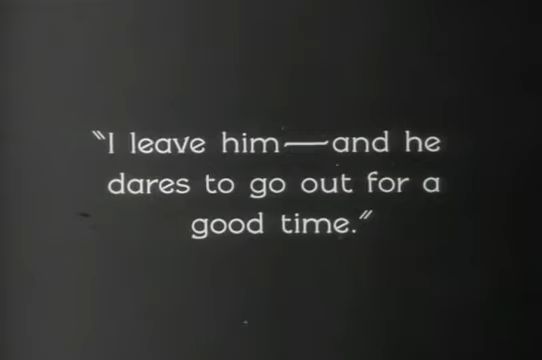 "I leave him—and he
dares to go out for a
good time."